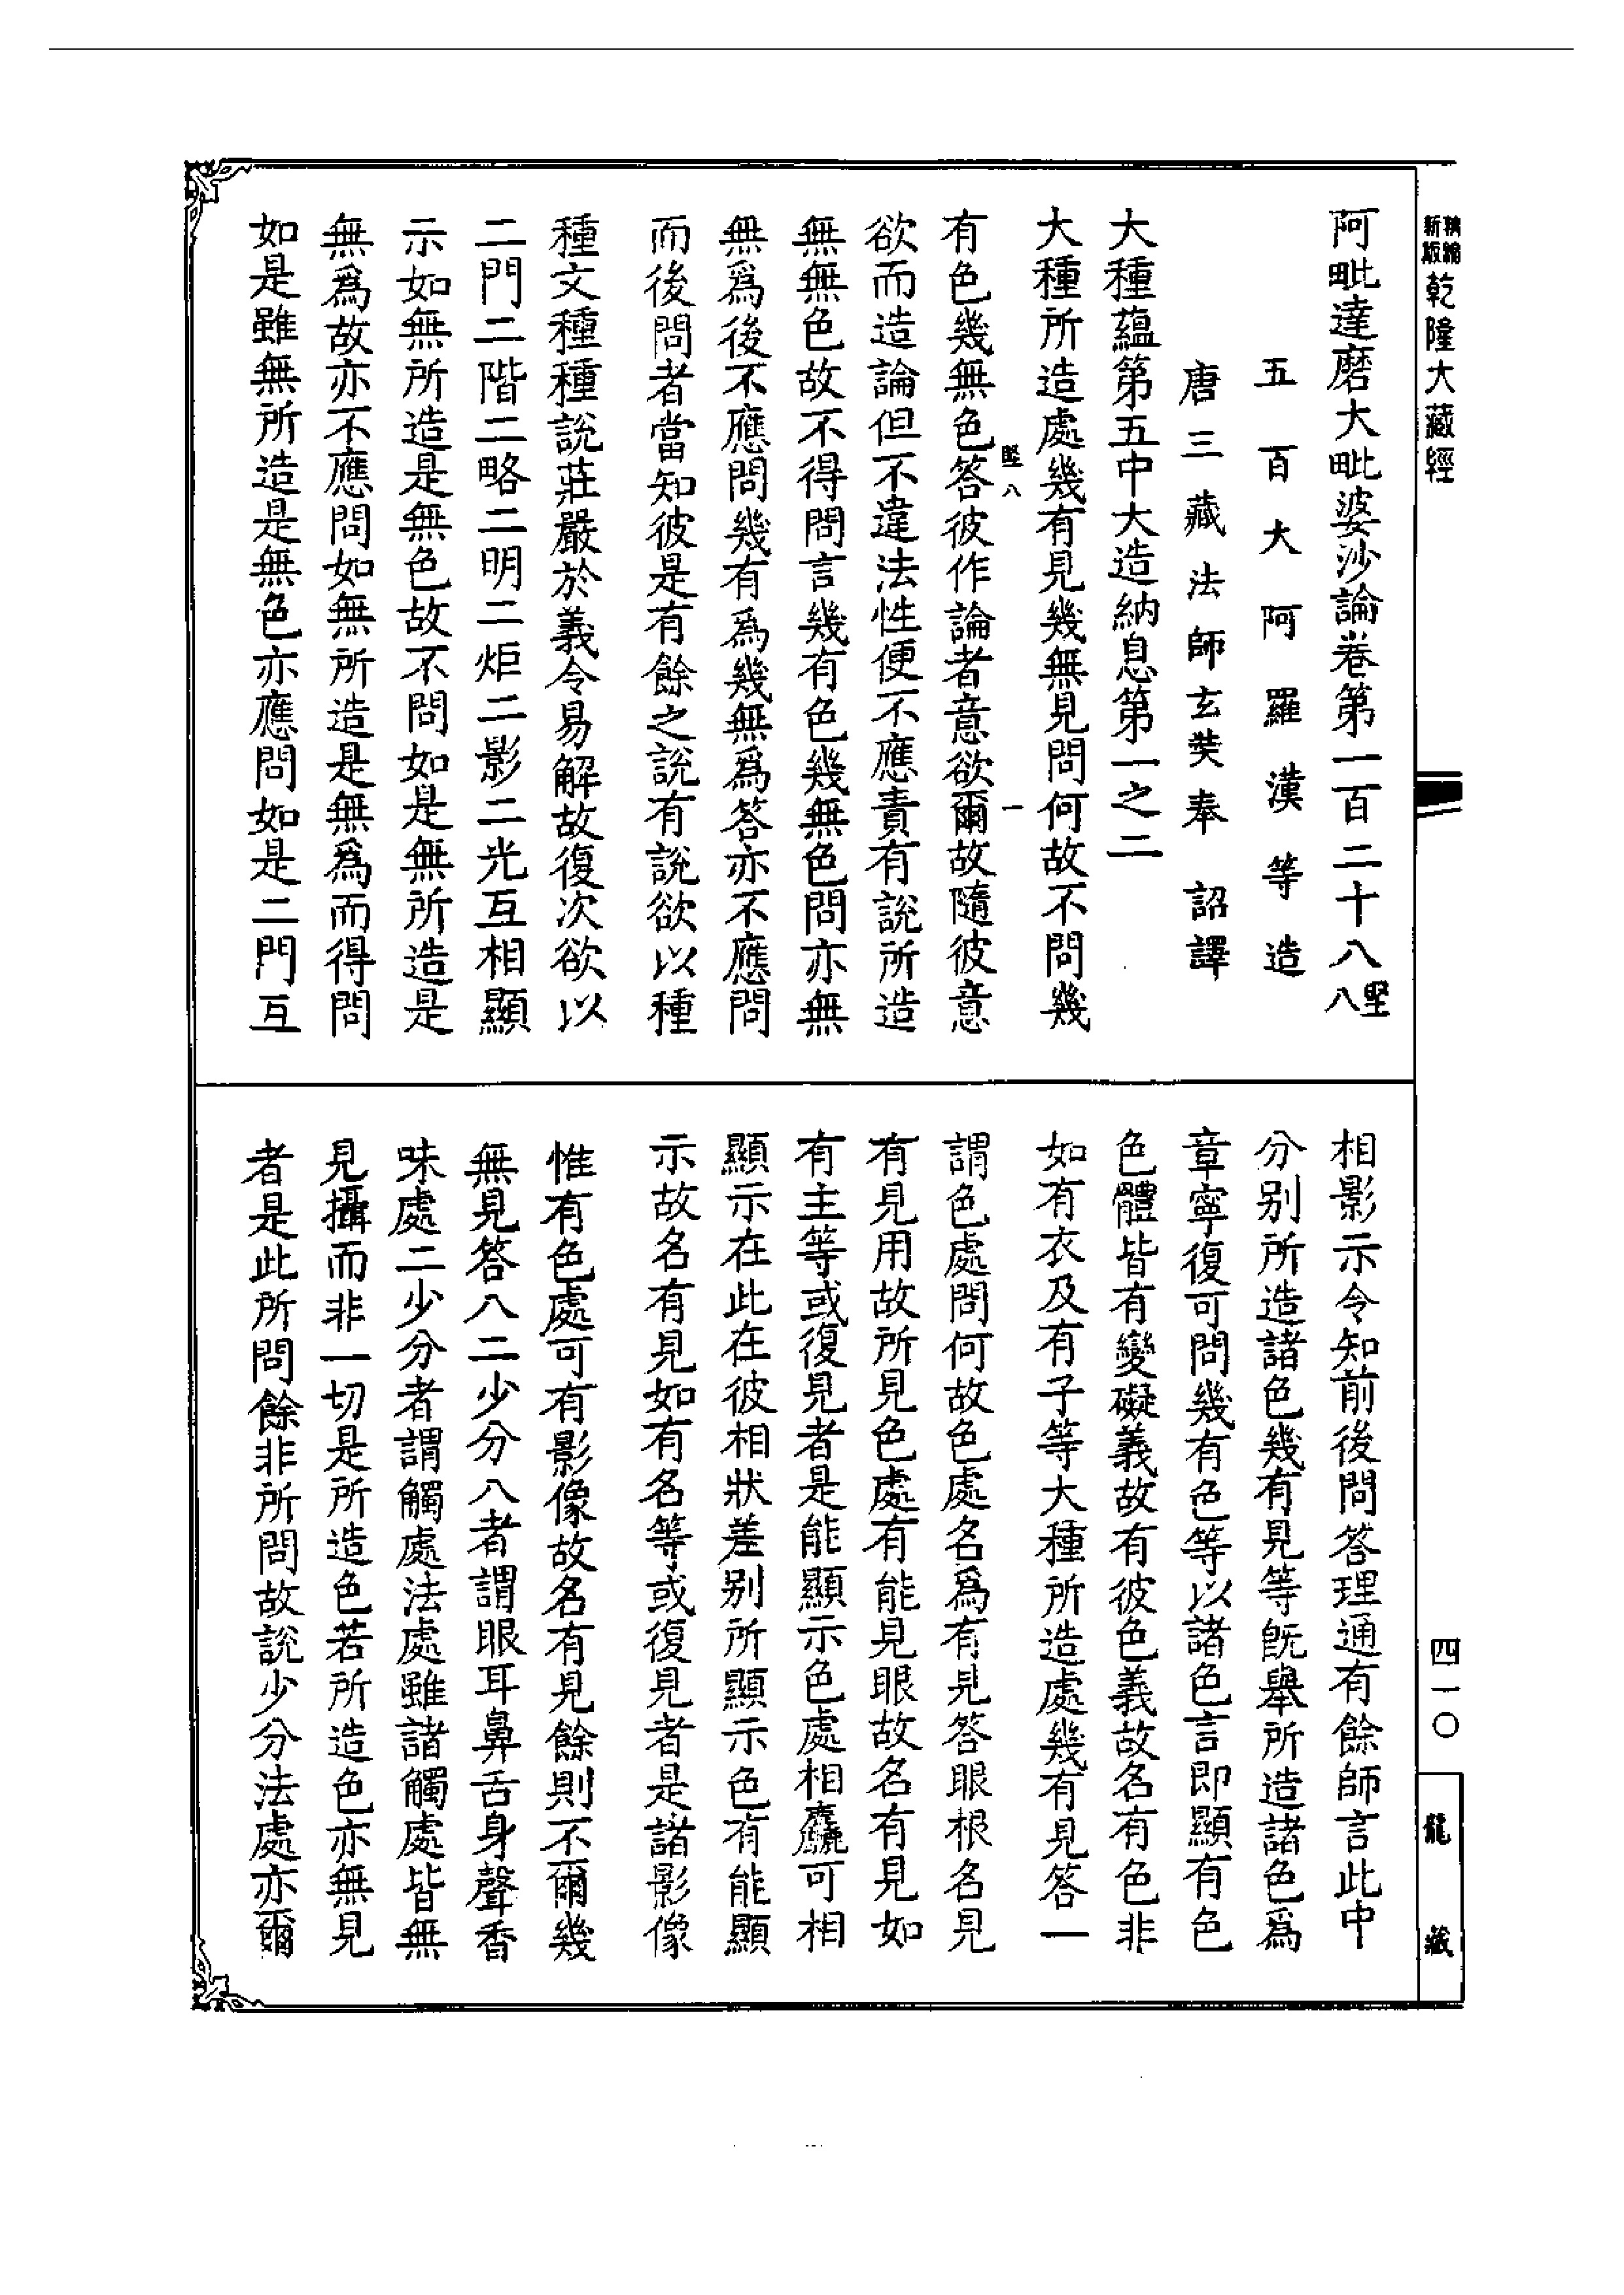 新編
新版
乾隆大藏經
四一〇
龍藏
阿毗達磨大毗婆沙論卷第一百二十八堅八
五百大阿羅漢等造
唐三藏法師玄奘奉 詔譯
大種蘊第五中大造納息第一之二
大種所造處幾有見幾無見問何故不問幾
堅八 一
有色幾無色答彼作論者意欲爾故隨彼意
欲而造論但不違法性便不應責有說所造
無無色故不得問言幾有色幾無色問亦無
無爲後不應問幾有爲幾無爲答亦不應問
而後問者當知彼是有餘之說有說欲以種
種文種種說莊嚴於義令易解故復次欲以
二門二階二略二明二炬二影二光互相顯
示如無所造是無色故不問如是無所造是
無爲故亦不應問如無所造是無爲而得問
如是雖無所造是無色亦應問如是二門互
相影示令知前後問答理通有餘師言此中
分别所造諸色幾有見等旣舉所造諸色爲
章寧復可問幾有色等以諸色言即顯有色
色體皆有變礙義故有彼色義故名有色非
如有衣及有子等大種所造處幾有見答一
謂色處問何故色處名爲有見答眼根名見
有見用故所見色處有能見眼故名有見如
有主等或復見者是能顯示色處相麤可相
顯示在此在彼相狀差别所顯示色有能顯
示故名有見如有名等或復見者是諸影像
惟有色處可有影像故名有見餘則不爾幾
無見答八二少分八者謂眼耳鼻舌身聲香
味處二少分者謂觸處法處雖諸觸處皆無
見攝而非一切是所造色若所造色亦無見
者是此所問餘非所問故說少分法處亦爾